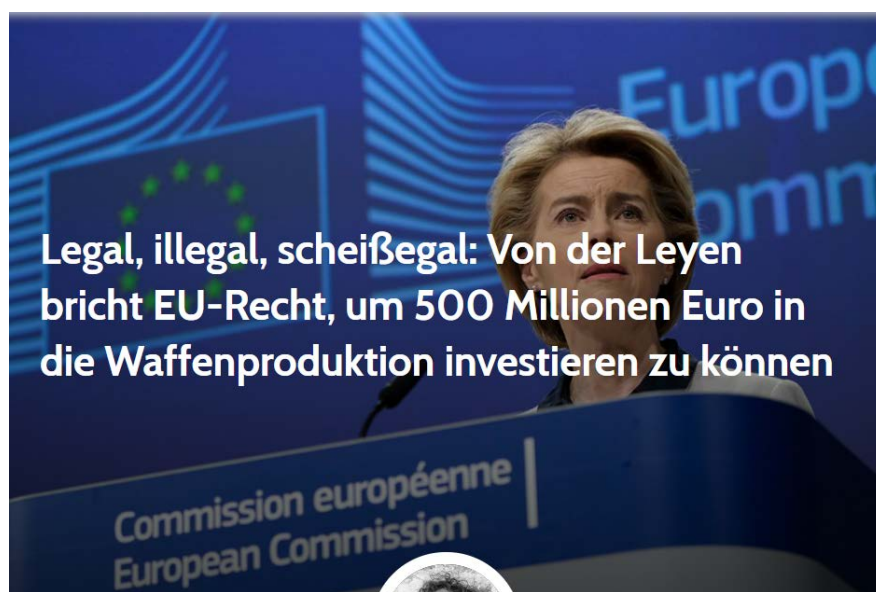 Europe
omm
Legal, illegal, scheißegal: Von der Leyen
bricht EU-Recht, um 500 Millionen Euro in
die Waffenproduktion investieren zu können
Commission européenne
European Commission